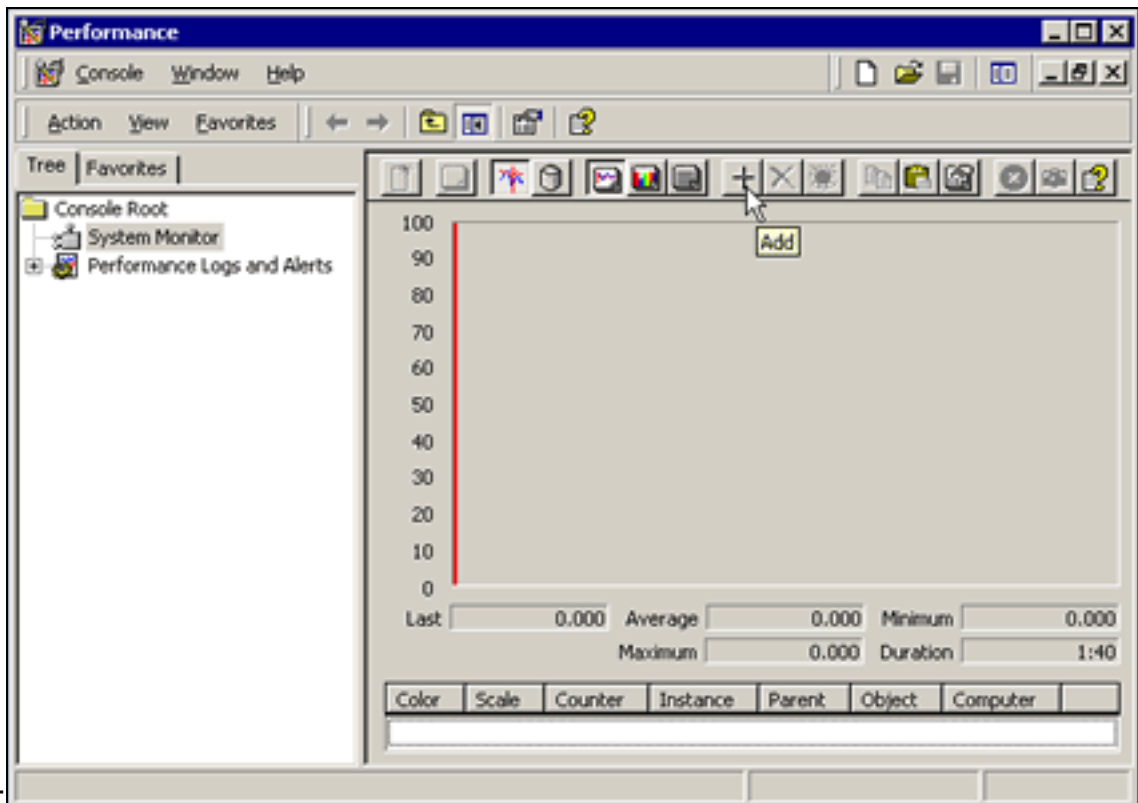 Performance
Console Window Help
Action View Favorites
Tree Favorites
Console Root
System Monitor
Performance Logs and Alerts
Add
100
90
80
70
60
50
40
30
20
10
0
Last 0.000 Average 0.000 Minimum 0.000
Maximum 0.000 Duration 1:40
Color Scale Counter Instance Parent Object Computer